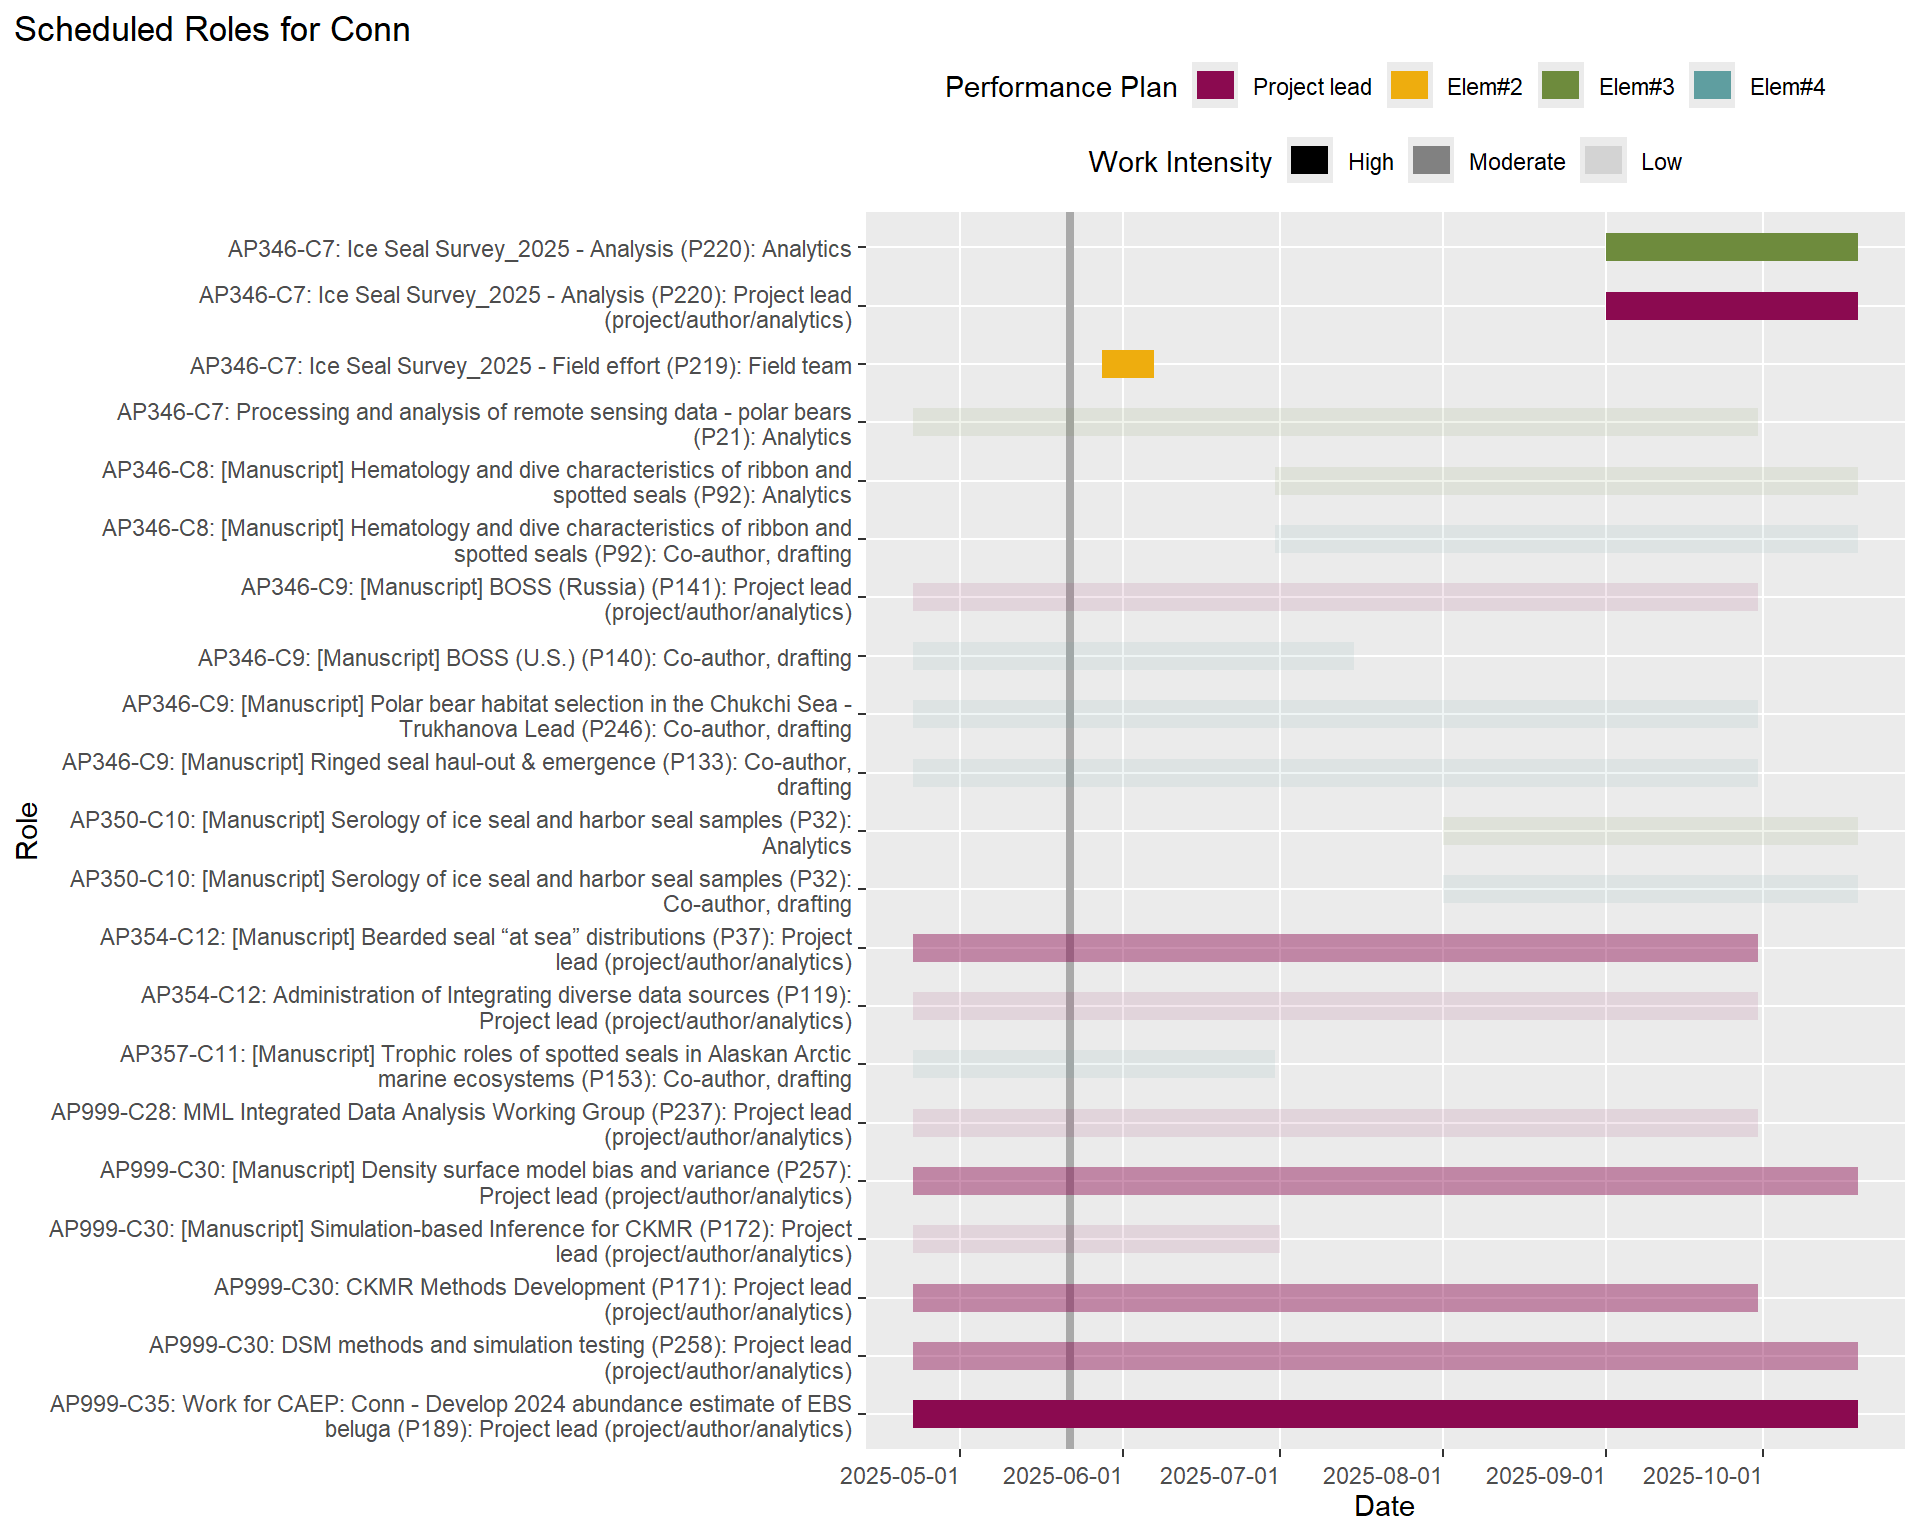 Scheduled Roles for Conn
Performance Plan Project lead Elem#2 Elem#3 Elem#4
Work Intensity High Moderate Low
AP346-C7: Ice Seal Survey_2025 - Analysis (P220): Analytics
AP346-C7: Ice Seal Survey_2025 - Analysis (P220): Project lead
(project/author/analytics)
AP346-C7: Ice Seal Survey_2025 - Field effort (P219): Field team
AP346-C7: Processing and analysis of remote sensing data - polar bears
(P21): Analytics
AP346-C8: [Manuscript] Hematology and dive characteristics of ribbon and
spotted seals (P92): Analytics
AP346-C8: [Manuscript] Hematology and dive characteristics of ribbon and
spotted seals (P92): Co-author, drafting
AP346-C9: [Manuscript] BOSS (Russia) (P141): Project lead
(project/author/analytics)
AP346-C9: [Manuscript] BOSS (U.S.) (P140): Co-author, drafting
AP346-C9: [Manuscript] Polar bear habitat selection in the Chukchi Sea -
Trukhanova Lead (P246): Co-author, drafting
AP346-C9: [Manuscript] Ringed seal haul-out & emergence (P133): Co-author,
drafting
AP350-C10: [Manuscript] Serology of ice seal and harbor seal samples (P32):
Analytics
AP350-C10: [Manuscript] Serology of ice seal and harbor seal samples (P32):
Co-author, drafting
AP354-C12: [Manuscript] Bearded seal “at sea” distributions (P37): Project
lead (project/author/analytics)
AP354-C12: Administration of Integrating diverse data sources (P119):
Project lead (project/author/analytics)
AP357-C11: [Manuscript] Trophic roles of spotted seals in Alaskan Arctic
marine ecosystems (P153): Co-author, drafting
AP999-C28: MML Integrated Data Analysis Working Group (P237): Project lead
(project/author/analytics)
AP999-C30: [Manuscript] Density surface model bias and variance (P257):
Project lead (project/author/analytics)
AP999-C30: [Manuscript] Simulation-based Inference for CKMR (P172): Project
lead (project/author/analytics)
AP999-C30: CKMR Methods Development (P171): Project lead
(project/author/analytics)
AP999-C30: DSM methods and simulation testing (P258): Project lead
(project/author/analytics)
AP999-C35: Work for CAEP: Conn - Develop 2024 abundance estimate of EBS
beluga (P189): Project lead (project/author/analytics)
Role
2025-05-01 2025-06-01 2025-07-01 2025-08-01 2025-09-01 2025-10-01
Date